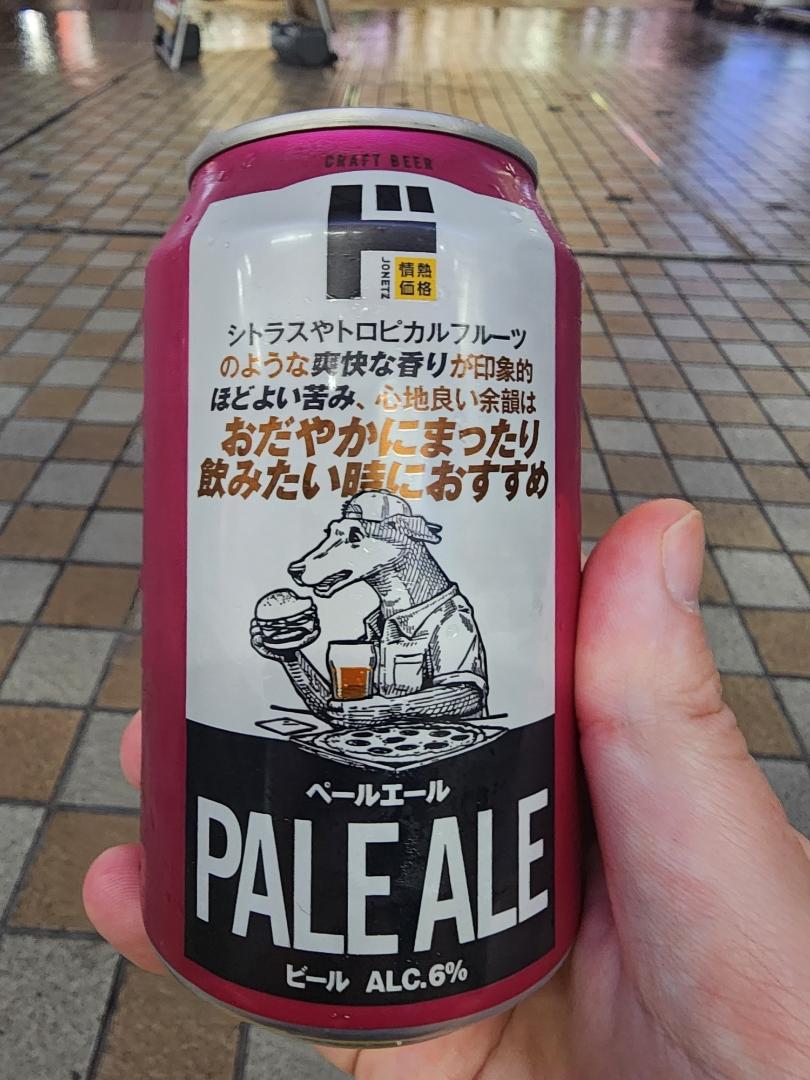 CRAFT BEER
ド
JONETZ
情熱
価格
シトラスやトロピカルフルーツ
のような爽快な香りが印象的
ほどよい苦み、心地良い余韻は
おだやかにまったり
飲みたい時におすすめ
ペールエール
PALE ALE
ビール ALC.6%